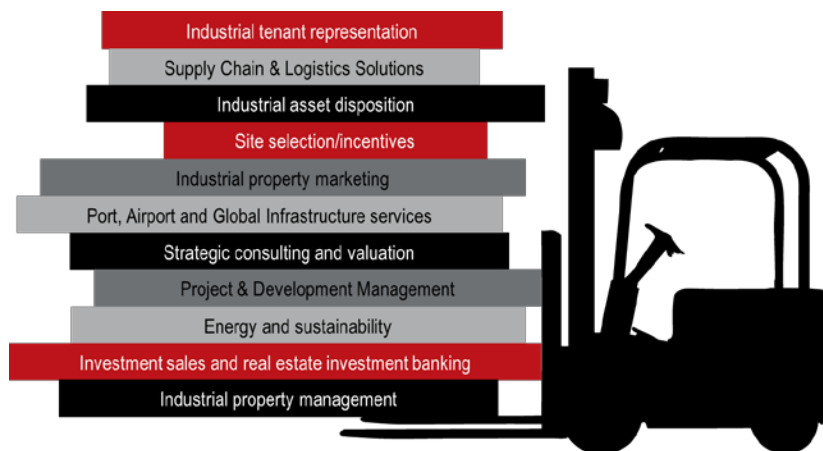 Industrial tenant representation
Supply Chain & Logistics Solutions
Industrial asset disposition
Site selection/incentives
Industrial property marketing
Port, Airport and Global Infrastructure services
Strategic consulting and valuation
Project & Development Management
Energy and sustainability
Investment sales and real estate investment banking
Industrial property management